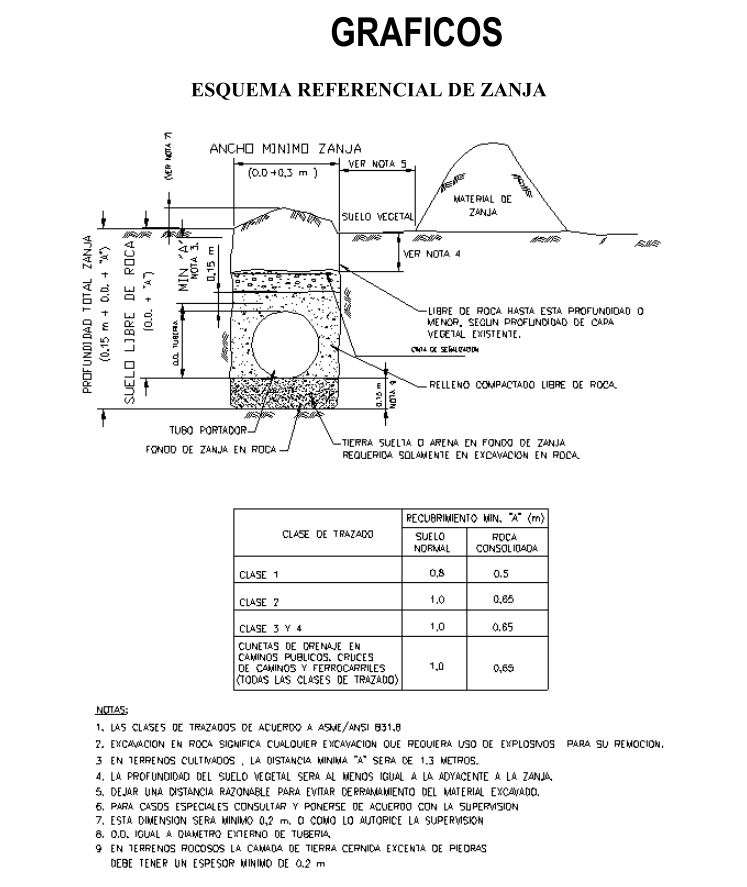 GRAFICOS
ESQUEMA REFERENCIAL DE ZANJA
(VER NOTA 7)
ANCHO MINIMO ZANJA
(O.D +0,3 m )
VER NOTA 5
MATERIAL DE
ZANJA
SUELO VEGETAL
VER NOTA 4
PROFUNDIDAD TOTAL ZANJA
(0.15 m + O.D. + "A")
SUELO LIBRE DE ROCA
(O.D. + "A")
MIN "A"
NOTA 3.
0,15 m
O.D. TUBERIA
LIBRE DE ROCA HASTA ESTA PROFUNDIDAD O
MENOR, SEGUN PROFUNDIDAD DE CAPA
VEGETAL EXISTENTE.
CINTA DE SEÑALIZACION
RELLENO COMPACTADO LIBRE DE ROCA.
0.15 m
NOTA 9
TUBO PORTADOR
FONDO DE ZANJA EN ROCA
TIERRA SUELTA O ARENA EN FONDO DE ZANJA
REQUERIDA SOLAMENTE EN EXCAVACION EN ROCA.
CLASE DE TRAZADO
RECUBRIMIENTO MIN. "A" (m)
SUELO
NORMAL
ROCA
CONSOLIDADA
CLASE 1 0,8 0.5
CLASE 2 1,0 0,65
CLASE 3 Y 4 1,0 0,65
CUNETAS DE DRENAJE EN
CAMINOS PUBLICOS, CRUCES
DE CAMINOS Y FERROCARRILES
(TODAS LAS CLASES DE TRAZADO)
1,0 0,65
NOTAS:
1. LAS CLASES DE TRAZADOS DE ACUERDO A ASME/ANSI B31.8
2. EXCAVACION EN ROCA SIGNIFICA CUALQUIER EXCAVACION QUE REQUIERA USO DE EXPLOSIVOS PARA SU REMOCION.
3 EN TERRENOS CULTIVADOS , LA DISTANCIA MINIMA "A" SERA DE 1.3 METROS.
4. LA PROFUNDIDAD DEL SUELO VEGETAL SERA AL MENOS IGUAL A LA ADYACENTE A LA ZANJA.
5. DEJAR UNA DISTANCIA RAZONABLE PARA EVITAR DERRAMAMIENTO DEL MATERIAL EXCAVADO.
6. PARA CASOS ESPECIALES CONSULTAR Y PONERSE DE ACUERDO CON LA SUPERVISION
7. ESTA DIMENSION SERA MINIMO 0,2 m. O COMO LO AUTORICE LA SUPERVISION
8. O.D. IGUAL A DIAMETRO EXTERNO DE TUBERIA.
9 EN TERRENOS ROCOSOS LA CAMADA DE TIERRA CERNIDA EXCENTA DE PIEDRAS
DEBE TENER UN ESPESOR MINIMO DE 0.2 m